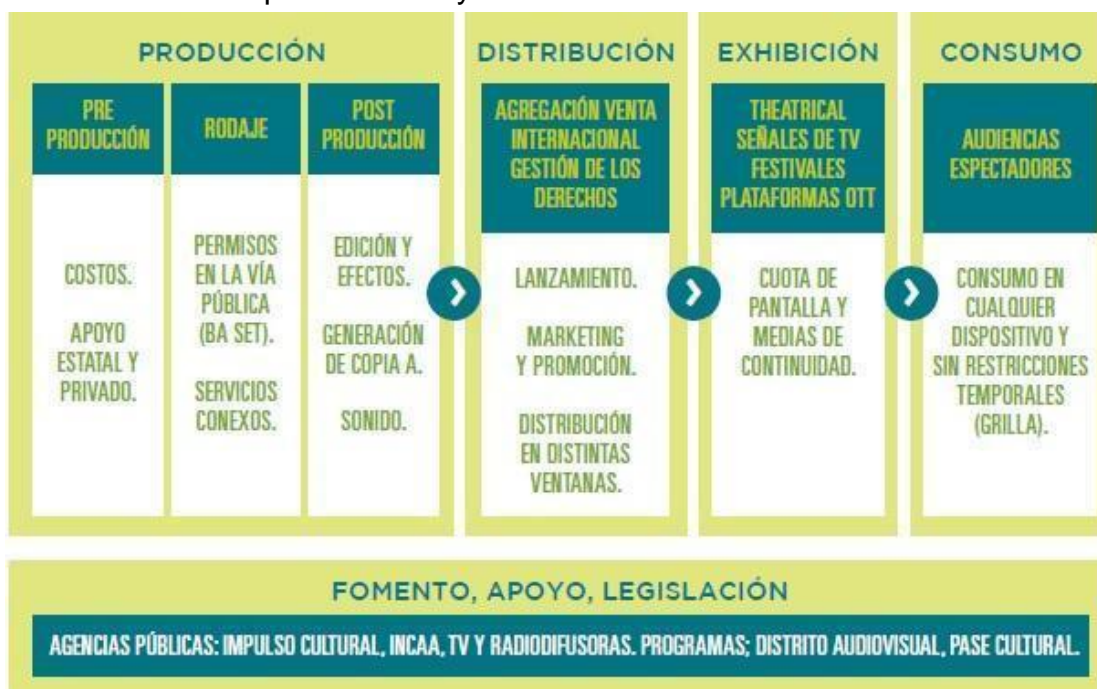 PRODUCCIÓN
PRE
PRODUCCIÓN
COSTOS.
APOYO
ESTATAL Y
PRIVADO.
RODAJE
PERMISOS
EN LA VÍA
PÚBLICA
(BA SET).
SERVICIOS
CONEXOS.
POST
PRODUCCIÓN
EDICIÓN Y
EFECTOS.
GENERACIÓN
DE COPIA A.
SONIDO.
DISTRIBUCIÓN
AGREGACIÓN VENTA
INTERNACIONAL
GESTIÓN DE LOS
DERECHOS
LANZAMIENTO.
MARKETING
Y PROMOCIÓN.
DISTRIBUCIÓN
EN DISTINTAS
VENTANAS.
EXHIBICIÓN
THEATRICAL
SEÑALES DE TV
FESTIVALES
PLATAFORMAS OTT
CUOTA DE
PANTALLA Y
MEDIAS DE
CONTINUIDAD.
CONSUMO
AUDIENCIAS
ESPECTADORES
CONSUMO EN
CUALQUIER
DISPOSITIVO Y
SIN RESTRICCIONES
TEMPORALES
(GRILLA).
FOMENTO, APOYO, LEGISLACIÓN
AGENCIAS PÚBLICAS: IMPULSO CULTURAL, INCAA, TV Y RADIODIFUSORAS. PROGRAMAS; DISTRITO AUDIOVISUAL, PASE CULTURAL.